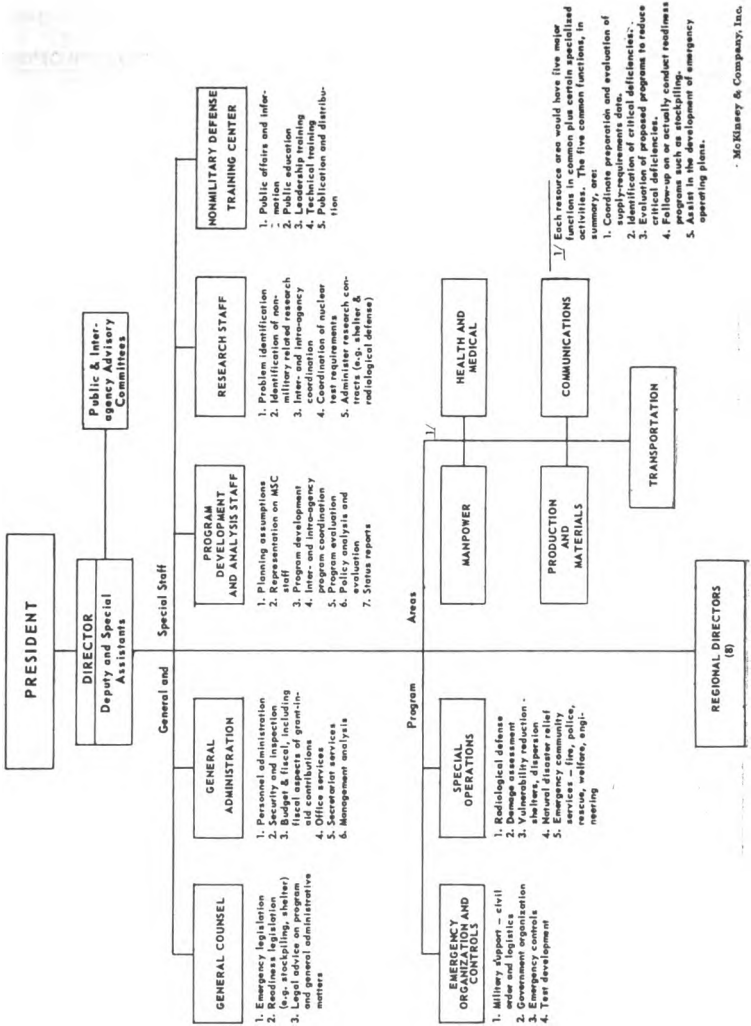 PRESIDENT
DIRECTOR
Deputy and Special
Assistants
Public & Inter-
agency Advisory
Committees
General and Special Staff
GENERAL COUNSEL
1. Emergency legislation
2. Readiness legislation
(e.g. stockpiling, shelter)
3. Legal advice on program
and general administrative
matters
GENERAL
ADMINISTRATION
1. Personnel administration
2. Security and inspection
3. Budget & fiscal, including
fiscal aspects of grant-in-
aid contributions
4. Office services
5. Secretariat services
6. Management analysis
PROGRAM
DEVELOPMENT
AND ANALYSIS STAFF
1. Planning assumptions
2. Representation on MSC
staff
3. Program development
4. Inter- and intra-agency
program coordination
5. Program evaluation
6. Policy analysis and
evaluation
7. Status reports
RESEARCH STAFF
1. Problem identification
2. Identification of non-
military related research
3. Inter- and intra-agency
coordination
4. Coordination of nuclear
test requirements
5. Administer research con-
tracts (e.g. shelter &
radiological defense)
NONMILITARY DEFENSE
TRAINING CENTER
1. Public affairs and infor-
mation
2. Public education
3. Leadership training
4. Technical training
5. Publication and distribu-
tion
Program Areas
EMERGENCY
ORGANIZATION AND
CONTROLS
1. Military support – civil
order and logistics
2. Government organization
3. Emergency controls
4. Test development
SPECIAL
OPERATIONS
1. Radiological defense
2. Damage assessment
3. Vulnerability reduction -
shelters, dispersion
4. Natural disaster relief
5. Emergency community
services – fire, police,
rescue, welfare, engi-
neering
1/
MANPOWER
HEALTH AND
MEDICAL
PRODUCTION
AND
MATERIALS
COMMUNICATIONS
TRANSPORTATION
REGIONAL DIRECTORS
(8)
1/ Each resource area would have five major
functions in common plus certain specialized
activities. The five common functions, in
summary, are:
1. Coordinate preparation and evaluation of
supply-requirements data.
2. Identification of critical deficiencies.
3. Evaluation of proposed programs to reduce
critical deficiencies.
4. Follow-up on or actually conduct readiness
programs such as stockpiling.
5. Assist in the development of emergency
operating plans.
McKinsey & Company, Inc.